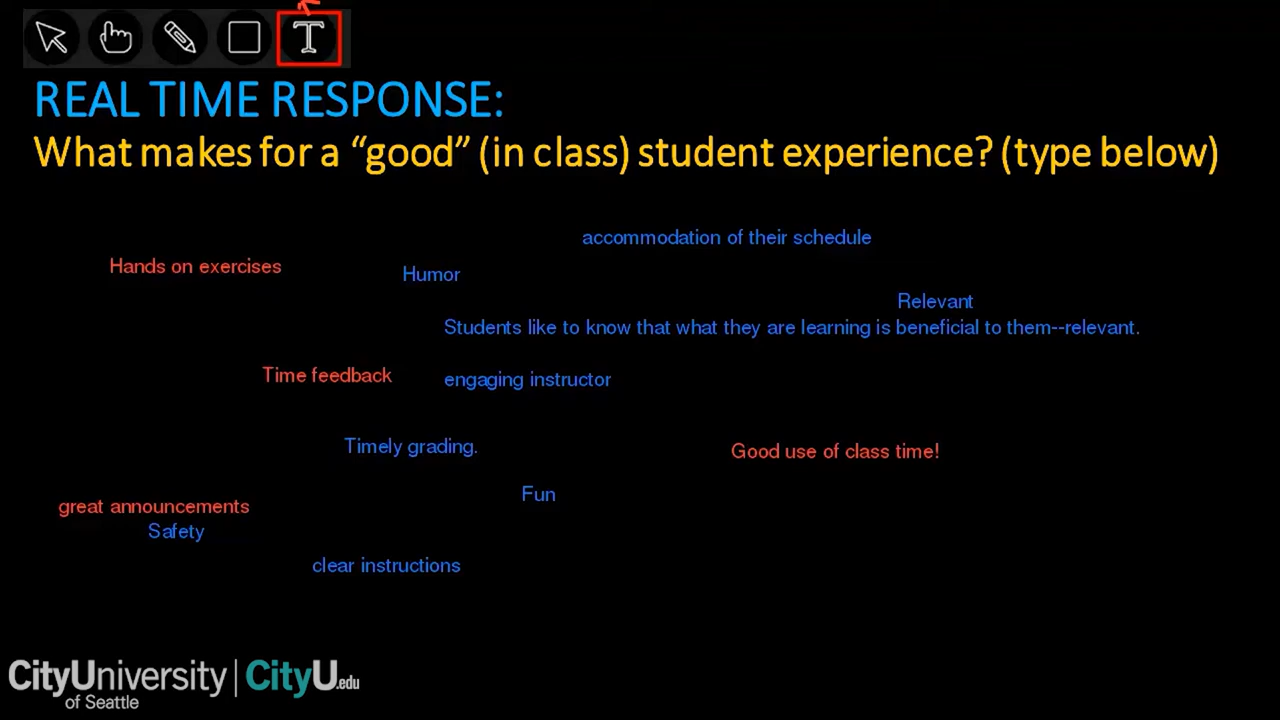 T
REAL TIME RESPONSE:
What makes for a “good” (in class) student experience? (type below)
accommodation of their schedule
Hands on exercises
Humor
Relevant
Students like to know that what they are learning is beneficial to them--relevant.
Time feedback
engaging instructor
Timely grading.
Good use of class time!
Fun
great announcements
Safety
clear instructions
CityUniversity | CityU.edu
of Seattle